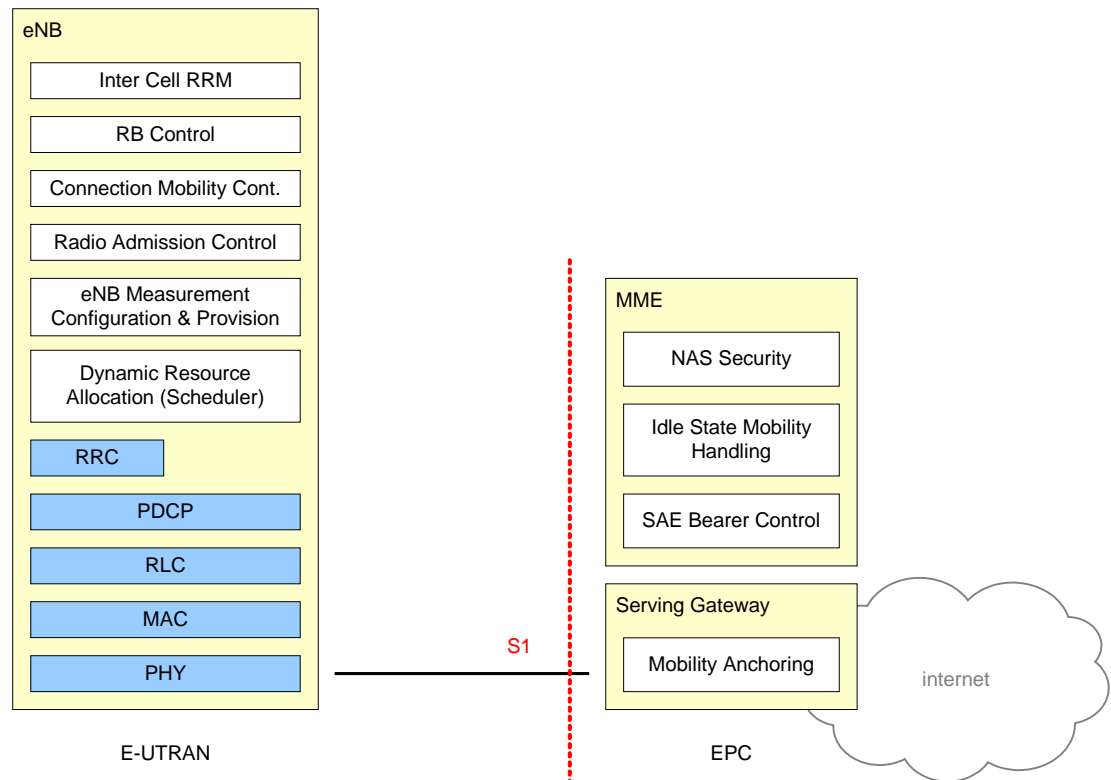 eNB
Inter Cell RRM
RB Control
Connection Mobility Cont.
Radio Admission Control
eNB Measurement
Configuration & Provision
Dynamic Resource
Allocation (Scheduler)
RRC
PDCP
RLC
MAC
PHY
E-UTRAN
S1
MME
NAS Security
Idle State Mobility
Handling
SAE Bearer Control
Serving Gateway
Mobility Anchoring
EPC
internet